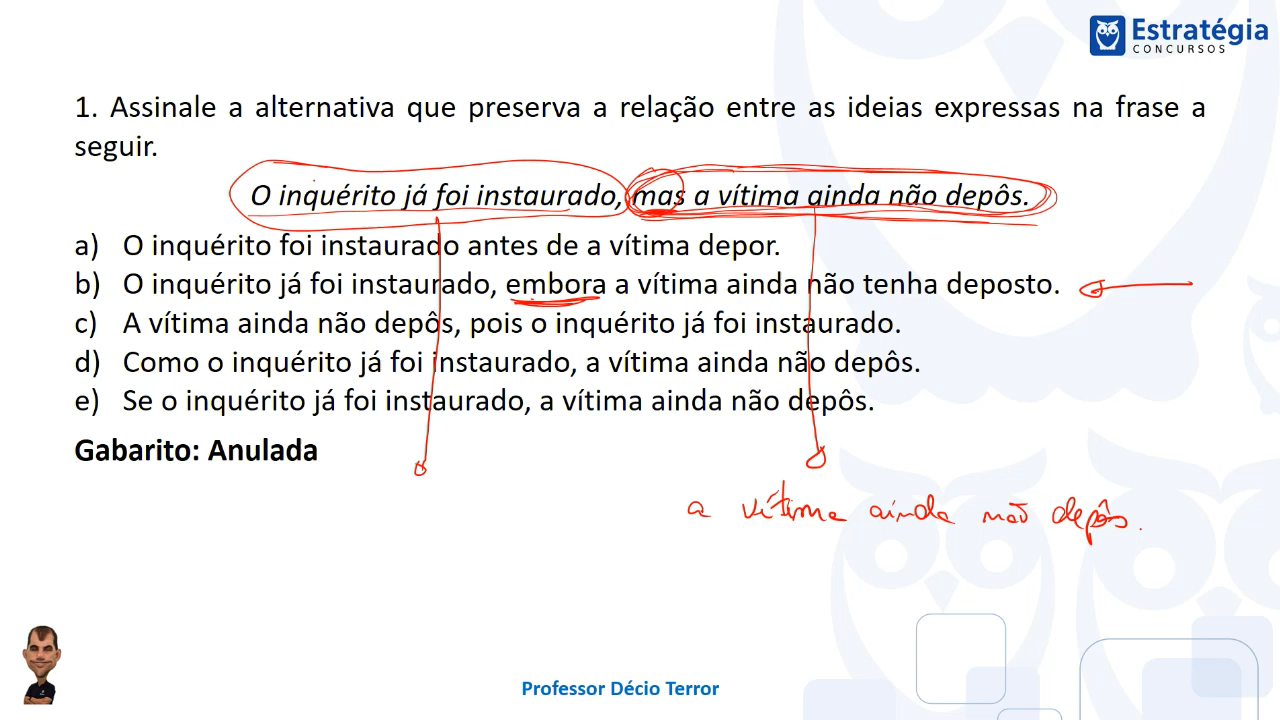 Estratégia
CONCURSOS
1. Assinale a alternativa que preserva a relação entre as ideias expressas na frase a
seguir.
O inquérito já foi instaurado, mas a vítima ainda não depôs.
a) O inquérito foi instaurado antes de a vítima depor.
b) O inquérito já foi instaurado, embora a vítima ainda não tenha deposto.
c) A vítima ainda não depôs, pois o inquérito já foi instaurado.
d) Como o inquérito já foi instaurado, a vítima ainda não depôs.
e) Se o inquérito já foi instaurado, a vítima ainda não depôs.
Gabarito: Anulada
a vítima ainda não depôs.
Professor Décio Terror